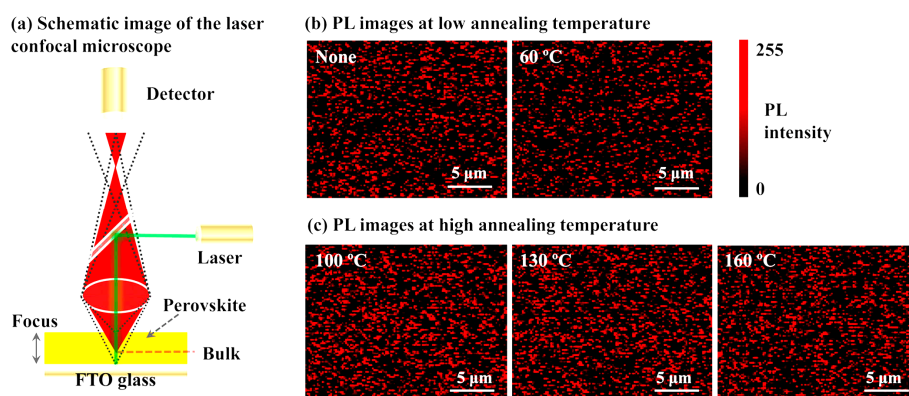 (a) Schematic image of the laser
confocal microscope
Detector
Laser
Perovskite
Focus
Bulk
FTO glass
(b) PL images at low annealing temperature
None
5 μm
60 ºC
5 μm
255
PL
intensity
0
(c) PL images at high annealing temperature
100 ºC
5 μm
130 ºC
5 μm
160 ºC
5 μm